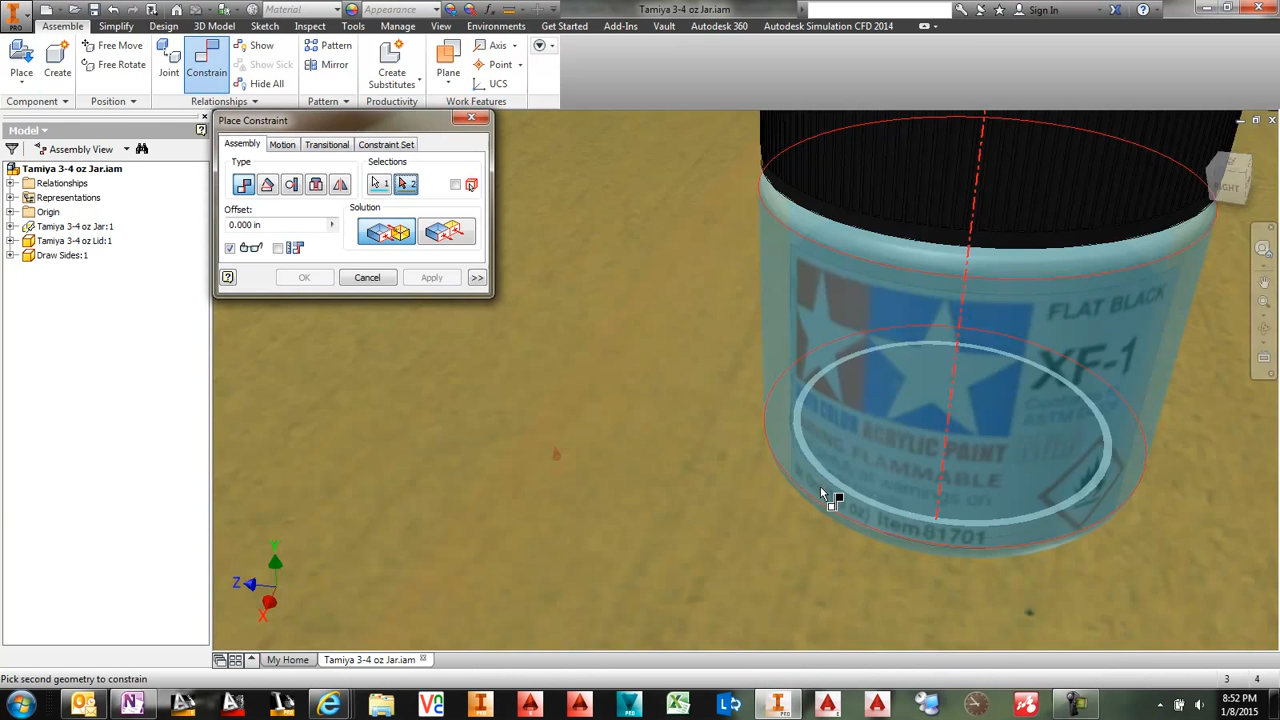 PRO
Material
Appearance
Tamiya 3-4 oz Jar.iam
Sign In
Assemble Simplify Design 3D Model Sketch Inspect Tools Manage View Environments Get Started Add-Ins Vault Autodesk 360 Autodesk Simulation CFD 2014
Place Create Free Move Free Rotate Joint Constrain Show Show Sick Hide All Pattern Mirror Create Substitutes Plane Axis Point UCS
Component Position Relationships Pattern Productivity Work Features
Model
Assembly View
Tamiya 3-4 oz Jar.iam
Relationships
Representations
Origin
Tamiya 3-4 oz Jar:1
Tamiya 3-4 oz Lid:1
Draw Sides:1
Place Constraint
Assembly Motion Transitional Constraint Set
Type
Selections
1 2
Offset:
0.000 in
Solution
OK Cancel Apply >>
RIGHT
FLAT BLACK
XF-1
ACRYLIC PAINT
FLAMMABLE
Item81701
Y
Z
X
My Home Tamiya 3-4 oz Jar.iam
Pick second geometry to constrain
3 4
8:52 PM
1/8/2015